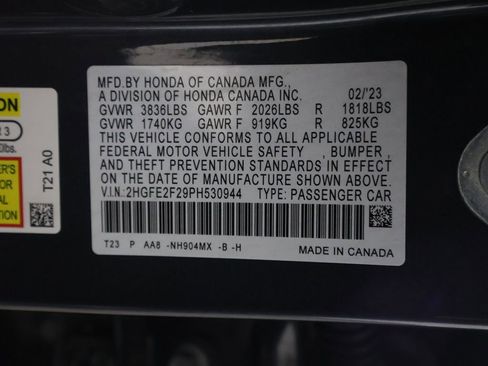 MFD.BY HONDA OF CANADA MFG.,
A DIVISION OF HONDA CANADA INC. 02/'23
GVWR 3836LBS GAWR F 2026LBS R 1818LBS
GVWR 1740KG GAWR F 919KG R 825KG
THIS VEHICLE CONFORMS TO ALL APPLICABLE
FEDERAL MOTOR VEHICLE SAFETY , BUMPER ,
AND THEFT PREVENTION STANDARDS IN EFFECT
ON THE DATE OF MANUFACTURE SHOWN ABOVE.
V.I.N: 2HGFE2F29PH530944 TYPE: PASSENGER CAR
T23 P AA8 -NH904MX -B -H
MADE IN CANADA
T21 A0
3
lbs.